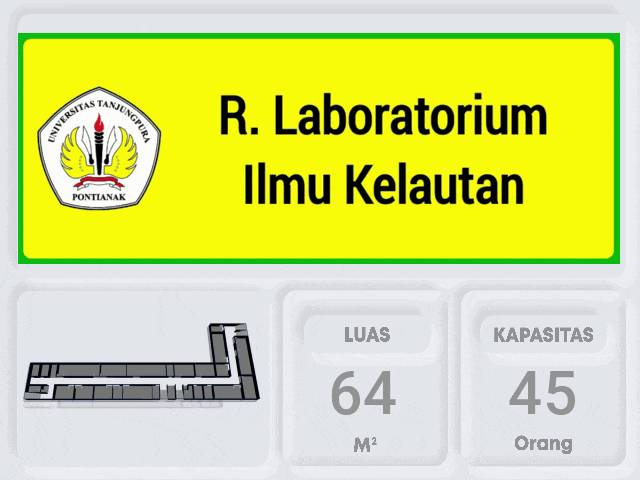 UNIVERSITAS TANJUNGPURA
PONTIANAK
R. Laboratorium
Ilmu Kelautan
LUAS
64
M²
KAPASITAS
45
Orang